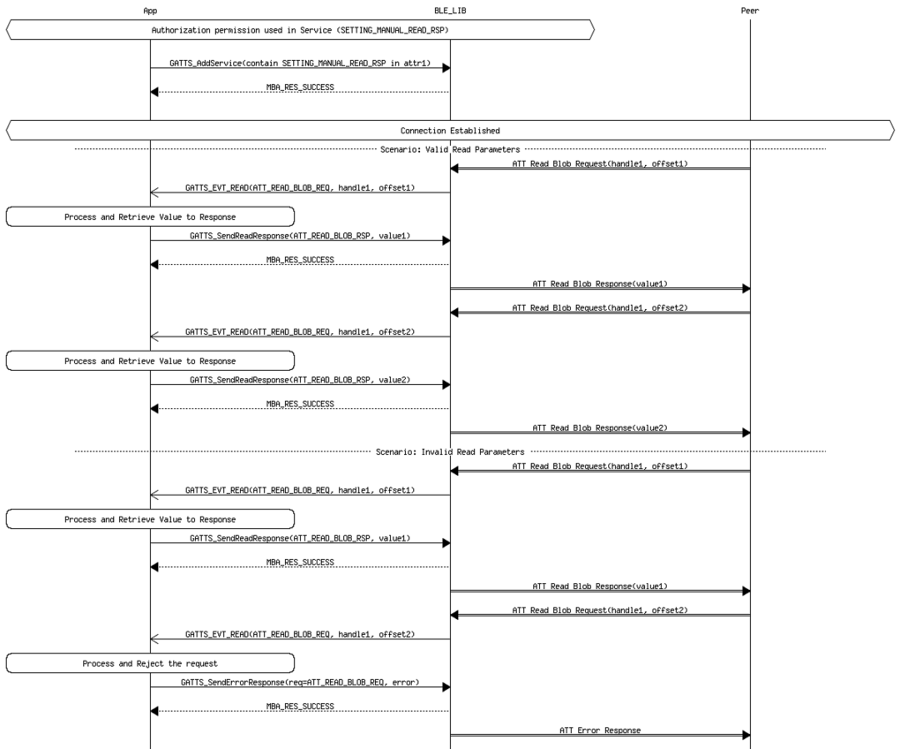 App BLE_LIB Peer
Authorization permission used in Service (SETTING_MANUAL_READ_RSP)
GATTS_AddService(contain SETTING_MANUAL_READ_RSP in attr1)
MBA_RES_SUCCESS
Connection Established
Scenario: Valid Read Parameters
ATT Read Blob Request(handle1, offset1)
GATTS_EVT_READ(ATT_READ_BLOB_REQ, handle1, offset1)
Process and Retrieve Value to Response
GATTS_SendReadResponse(ATT_READ_BLOB_RSP, value1)
MBA_RES_SUCCESS
ATT Read Blob Response(value1)
ATT Read Blob Request(handle1, offset2)
GATTS_EVT_READ(ATT_READ_BLOB_REQ, handle1, offset2)
Process and Retrieve Value to Response
GATTS_SendReadResponse(ATT_READ_BLOB_RSP, value2)
MBA_RES_SUCCESS
ATT Read Blob Response(value2)
Scenario: Invalid Read Parameters
ATT Read Blob Request(handle1, offset1)
GATTS_EVT_READ(ATT_READ_BLOB_REQ, handle1, offset1)
Process and Retrieve Value to Response
GATTS_SendReadResponse(ATT_READ_BLOB_RSP, value1)
MBA_RES_SUCCESS
ATT Read Blob Response(value1)
ATT Read Blob Request(handle1, offset2)
GATTS_EVT_READ(ATT_READ_BLOB_REQ, handle1, offset2)
Process and Reject the request
GATTS_SendErrorResponse(req=ATT_READ_BLOB_REQ, error)
MBA_RES_SUCCESS
ATT Error Response